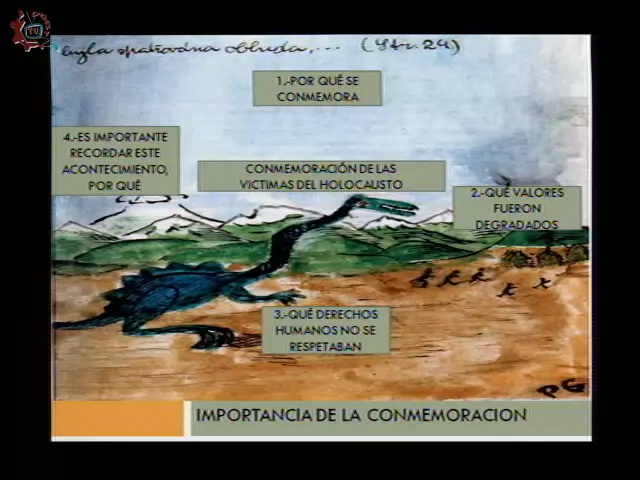 (Str. 24)
1.-POR QUÉ SE
CONMEMORA
4.-ES IMPORTANTE
RECORDAR ESTE
ACONTECIMIENTO,
POR QUÉ
CONMEMORACIÓN DE LAS
VICTIMAS DEL HOLOCAUSTO
2.-QUÉ VALORES
FUERON
DEGRADADOS
3.-QUÉ DERECHOS
HUMANOS NO SE
RESPETABAN
PG
IMPORTANCIA DE LA CONMEMORACION